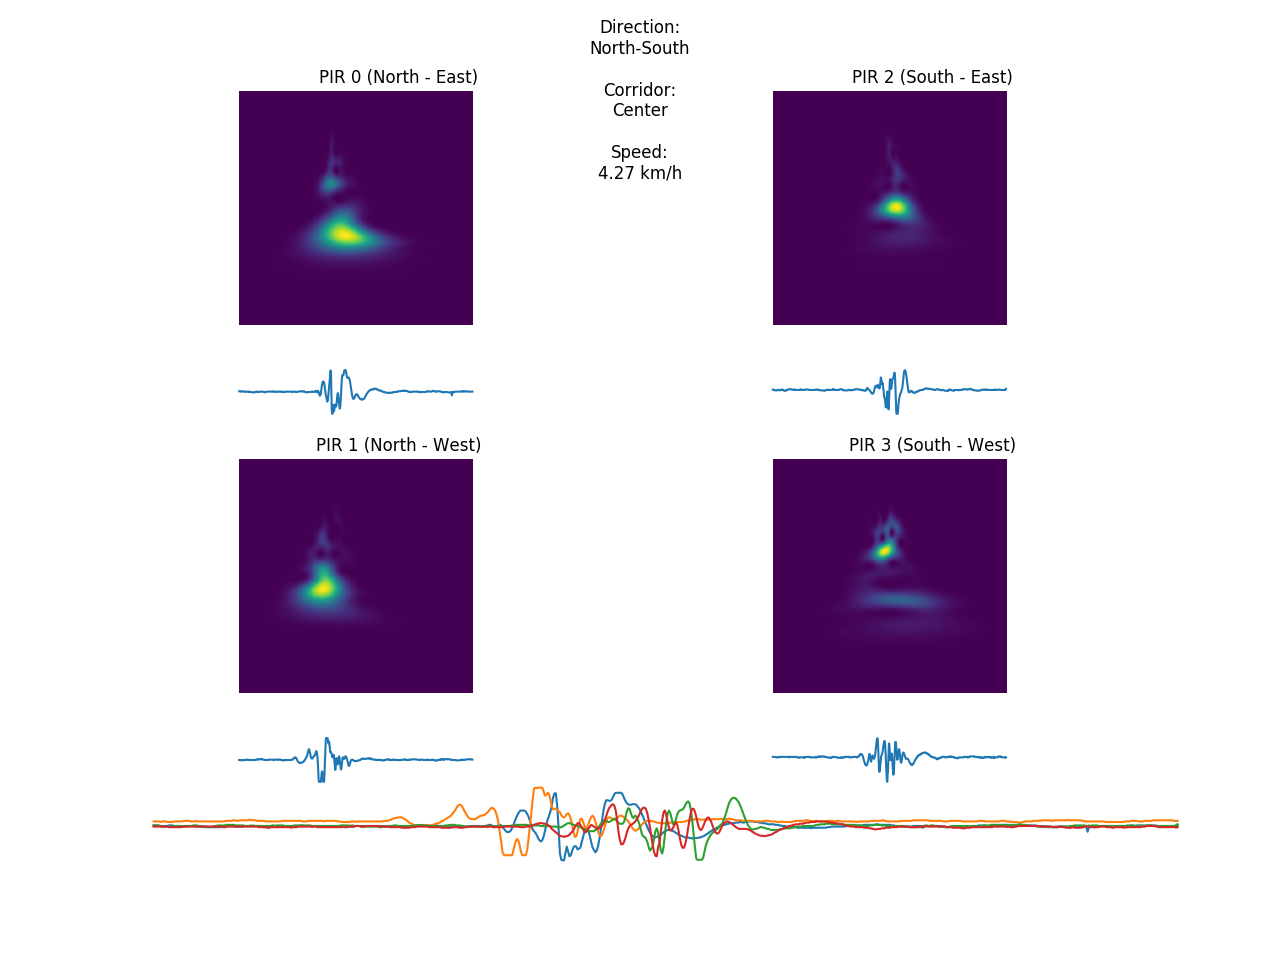 Direction:
North-South
Corridor:
Center
Speed:
4.27 km/h
PIR 0 (North - East)
PIR 2 (South - East)
PIR 1 (North - West)
PIR 3 (South - West)